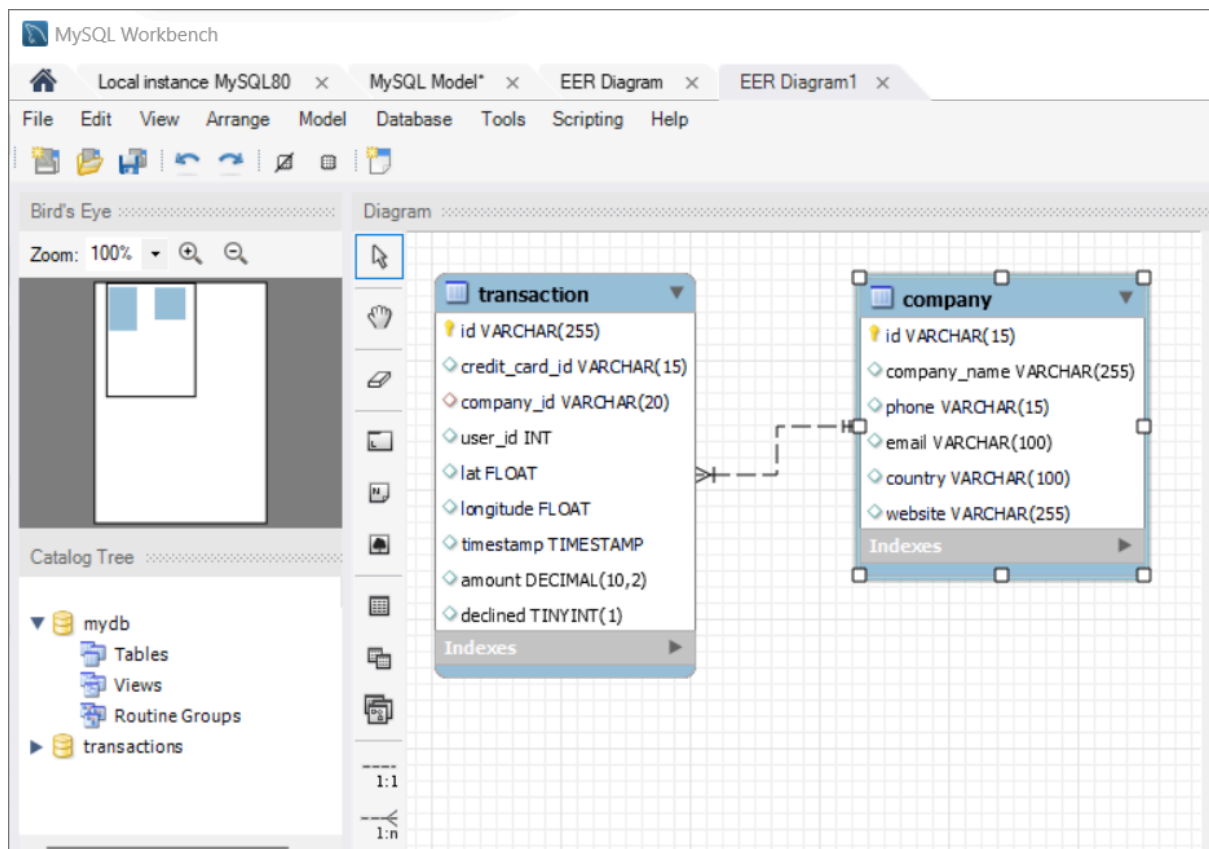 MySQL Workbench
Local instance MySQL80 × MySQL Model* × EER Diagram × EER Diagram1 ×
File Edit View Arrange Model Database Tools Scripting Help
Bird's Eye
Zoom: 100%
Catalog Tree
mydb
Tables
Views
Routine Groups
transactions
Diagram
1:1
1:n
transaction
id VARCHAR(255)
credit_card_id VARCHAR(15)
company_id VARCHAR(20)
user_id INT
lat FLOAT
longitude FLOAT
timestamp TIMESTAMP
amount DECIMAL(10,2)
declined TINYINT(1)
Indexes
company
id VARCHAR(15)
company_name VARCHAR(255)
phone VARCHAR(15)
email VARCHAR(100)
country VARCHAR(100)
website VARCHAR(255)
Indexes